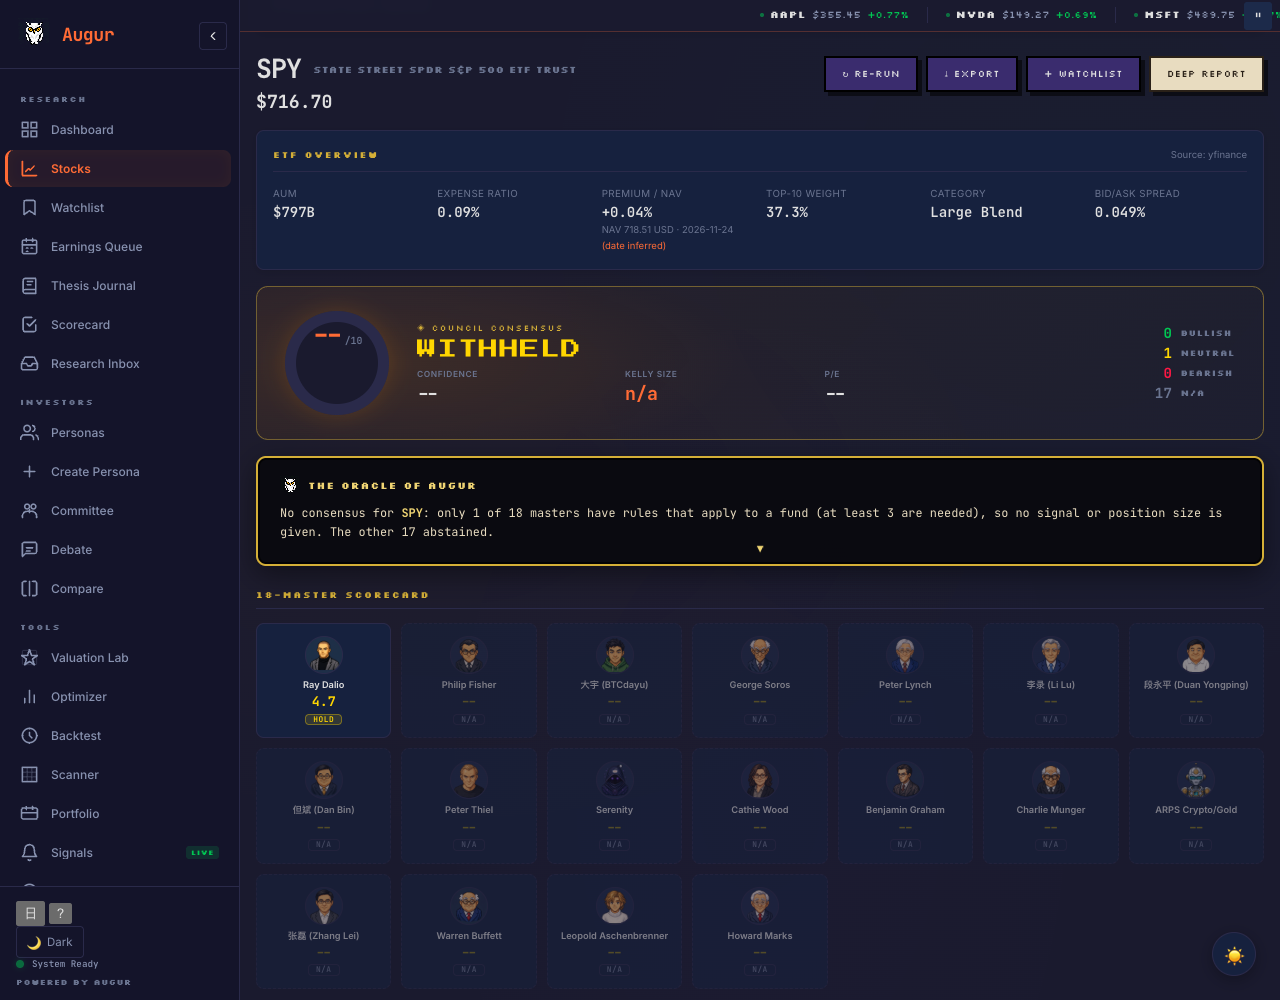 Augur
RESEARCH
Dashboard
Stocks
Watchlist
Earnings Queue
Thesis Journal
Scorecard
Research Inbox
INVESTORS
Personas
Create Persona
Committee
Debate
Compare
TOOLS
Valuation Lab
Optimizer
Backtest
Scanner
Portfolio
Signals LIVE
日 ?
🌙 Dark
System Ready
POWERED BY AUGUR
AAPL $355.45 +0.77% NVDA $149.27 +0.69% MSFT $489.75
SPY STATE STREET SPDR S&P 500 ETF TRUST
$716.70
↻ RE-RUN
↓ EXPORT
+ WATCHLIST
DEEP REPORT
ETF OVERVIEW
Source: yfinance
AUM
$797B
EXPENSE RATIO
0.09%
PREMIUM / NAV
+0.04%
NAV 718.51 USD · 2026-11-24
(date inferred)
TOP-10 WEIGHT
37.3%
CATEGORY
Large Blend
BID/ASK SPREAD
0.049%
-- /10
COUNCIL CONSENSUS
WITHHELD
CONFIDENCE
--
KELLY SIZE
n/a
P/E
--
0 BULLISH
1 NEUTRAL
0 BEARISH
17 N/A
THE ORACLE OF AUGUR
No consensus for SPY: only 1 of 18 masters have rules that apply to a fund (at least 3 are needed), so no signal or position size is
given. The other 17 abstained.
▼
18-MASTER SCORECARD
Ray Dalio
4.7
HOLD
Philip Fisher
--
N/A
大宇 (BTCdayu)
--
N/A
George Soros
--
N/A
Peter Lynch
--
N/A
李录 (Li Lu)
--
N/A
段永平 (Duan Yongping)
--
N/A
但斌 (Dan Bin)
--
N/A
Peter Thiel
--
N/A
Serenity
--
N/A
Cathie Wood
--
N/A
Benjamin Graham
--
N/A
Charlie Munger
--
N/A
ARPS Crypto/Gold
--
N/A
张磊 (Zhang Lei)
--
N/A
Warren Buffett
--
N/A
Leopold Aschenbrenner
--
N/A
Howard Marks
--
N/A